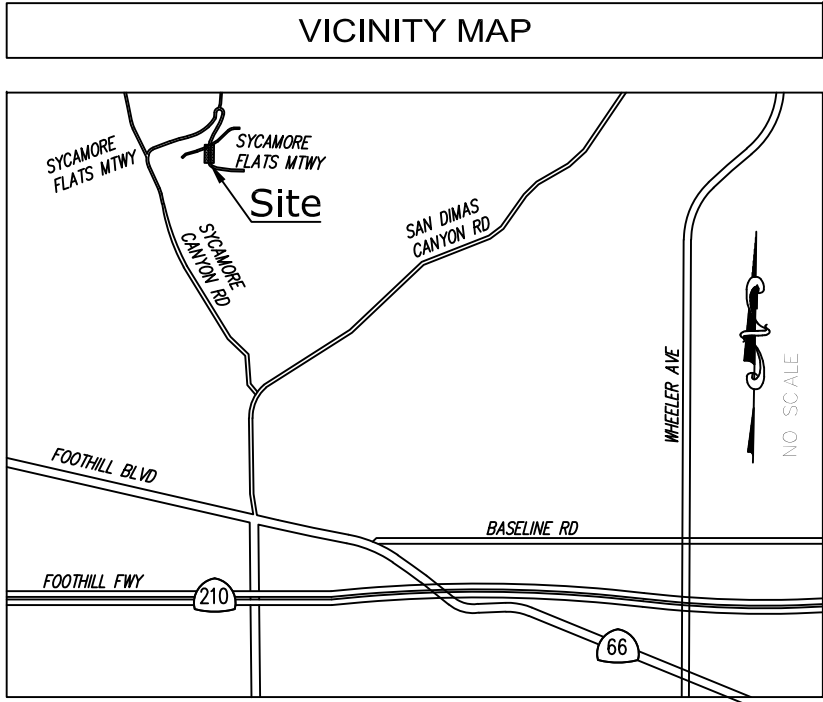 VICINITY MAP
SYCAMORE
FLATS MTWY
SYCAMORE
FLATS MTWY
Site
SYCAMORE
CANYON RD
SAN DIMAS
CANYON RD
WHEELER AVE
NO SCALE
FOOTHILL BLVD
BASELINE RD
FOOTHILL FWY
210
66